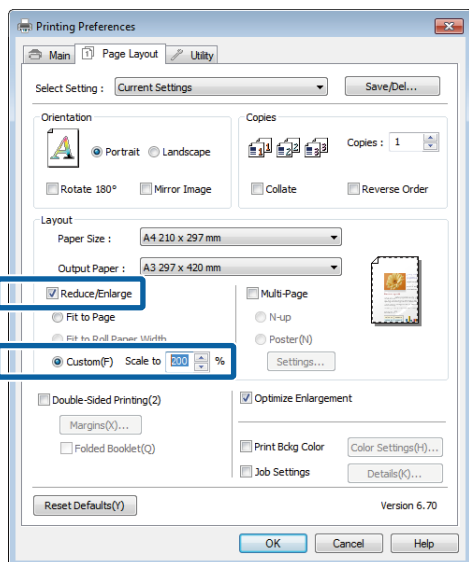 Printing Preferences
Main 1 Page Layout Utility
Select Setting : Current Settings Save/Del...
Orientation Copies
A Portrait Landscape 11 22 33 Copies : 1
Rotate 180° Mirror Image Collate Reverse Order
Layout
Paper Size : A4 210 x 297 mm
Output Paper : A3 297 x 420 mm
Reduce/Enlarge Multi-Page
Fit to Page N-up
Fit to Roll Paper Width Poster(N)
Custom(F) Scale to 200 % Settings...
Double-Sided Printing(2) Optimize Enlargement
Margins(X)...
Folded Booklet(Q) Print Bckg Color Color Settings(H)...
Job Settings Details(K)...
Reset Defaults(Y) Version 6.70
OK Cancel Help